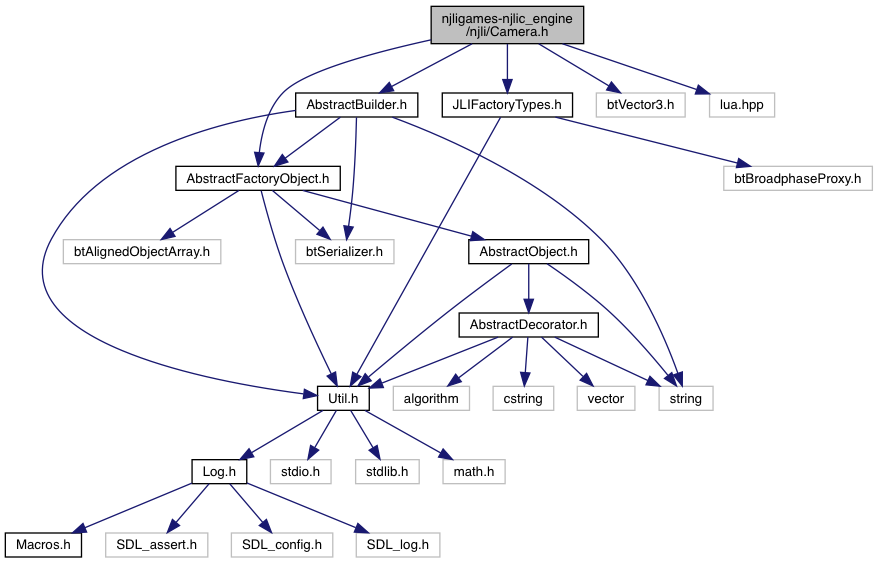 njligames-njlic_engine
/njli/Camera.h
AbstractBuilder.h
JLIFactoryTypes.h
btVector3.h
lua.hpp
AbstractFactoryObject.h
btBroadphaseProxy.h
btAlignedObjectArray.h
btSerializer.h
AbstractObject.h
AbstractDecorator.h
Util.h
algorithm
cstring
vector
string
Log.h
stdio.h
stdlib.h
math.h
Macros.h
SDL_assert.h
SDL_config.h
SDL_log.h